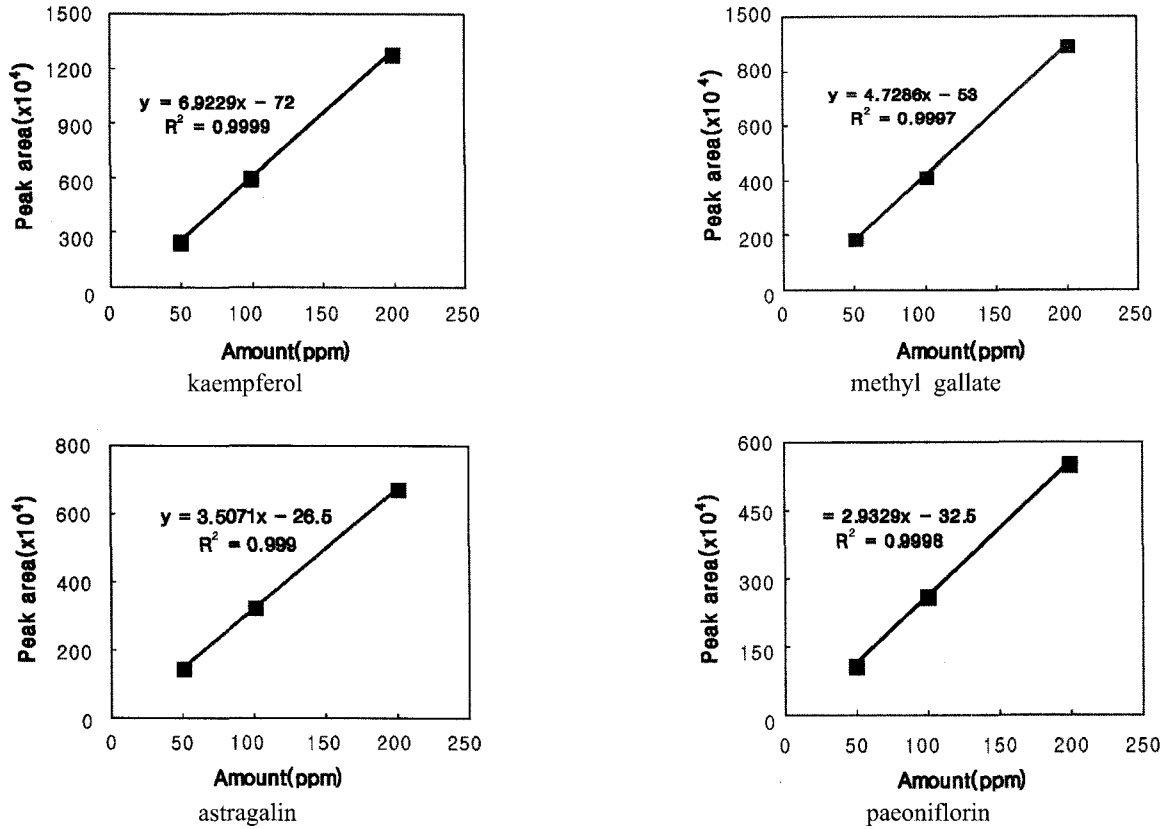 1500
1200
900
600
300
0
Peak area(x10⁴)
y = 6.9229x - 72
R² = 0.9999
0 50 100 150 200 250
Amount(ppm)
kaempferol
1500
800
600
400
200
0
Peak area(x10⁴)
y = 4.7286x - 53
R² = 0.9997
0 50 100 150 200 250
Amount(ppm)
methyl gallate
800
600
400
200
0
Peak area(x10⁴)
y = 3.5071x - 26.5
R² = 0.999
0 50 100 150 200 250
Amount(ppm)
astragalin
600
450
300
150
0
Peak area(x10⁴)
= 2.9329x - 32.5
R² = 0.9998
0 50 100 150 200 250
Amount(ppm)
paeoniflorin